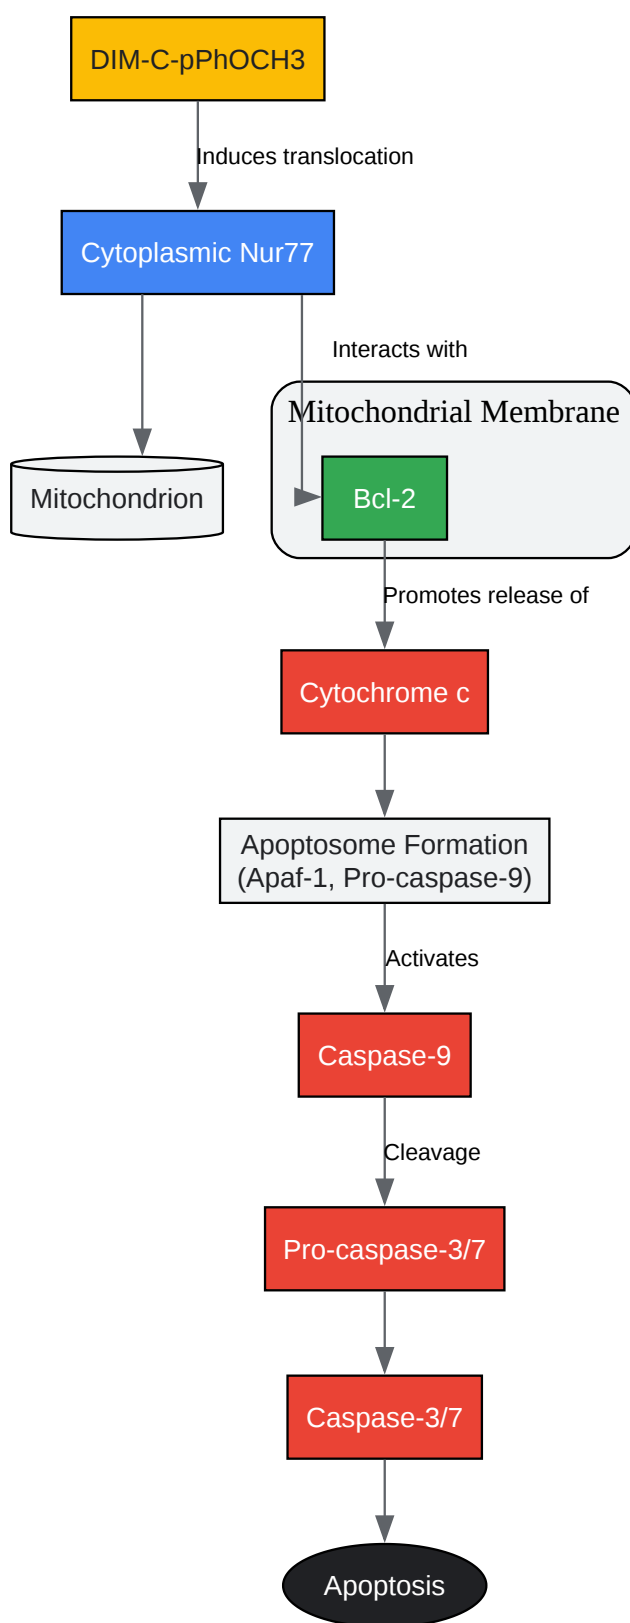 DIM-C-pPhOCH3
Induces translocation
Cytoplasmic Nur77
Interacts with
Mitochondrial Membrane
Mitochondrion
Bcl-2
Promotes release of
Cytochrome c
Apoptosome Formation
(Apaf-1, Pro-caspase-9)
Activates
Caspase-9
Cleavage
Pro-caspase-3/7
Caspase-3/7
Apoptosis